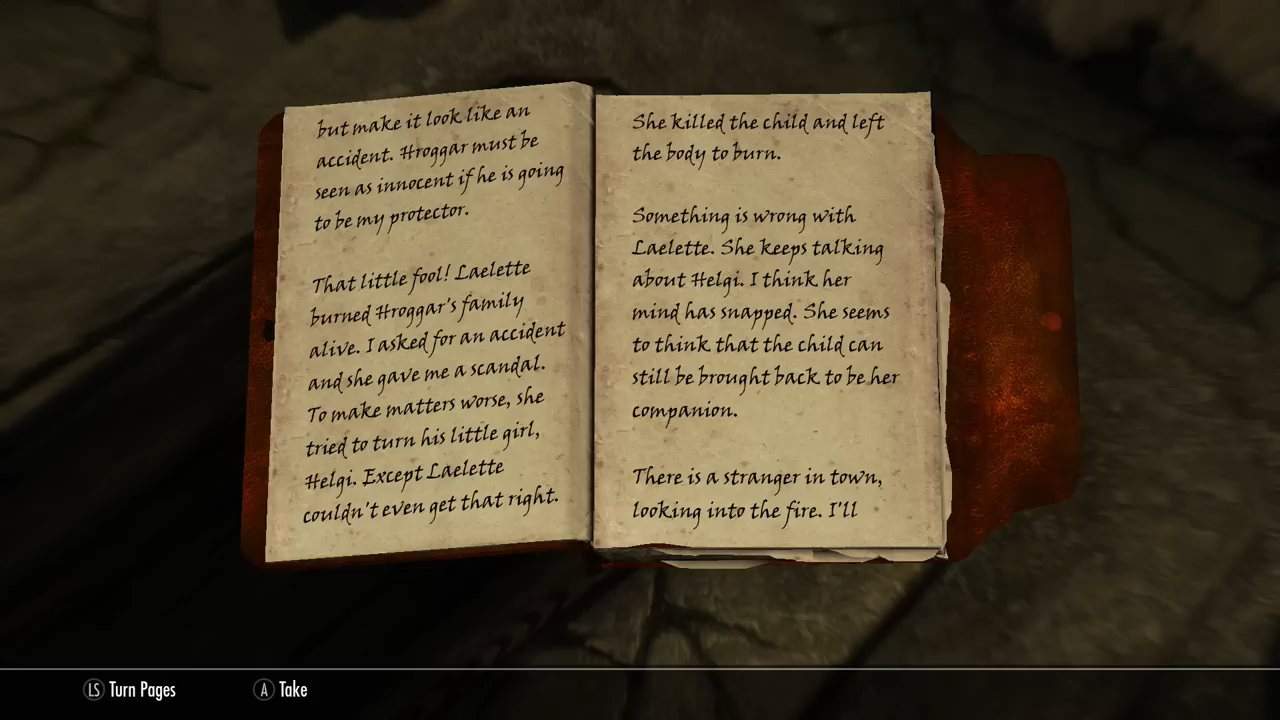 but make it look like an
accident. Hroggar must be
seen as innocent if he is going
to be my protector.
That little fool! Laelette
burned Hroggar's family
alive. I asked for an accident
and she gave me a scandal.
To make matters worse, she
tried to turn his little girl,
Helgi. Except Laelette
couldn't even get that right.
She killed the child and left
the body to burn.
Something is wrong with
Laelette. She keeps talking
about Helgi. I think her
mind has snapped. She seems
to think that the child can
still be brought back to be her
companion.
There is a stranger in town,
looking into the fire. I'll
LS Turn Pages
A Take